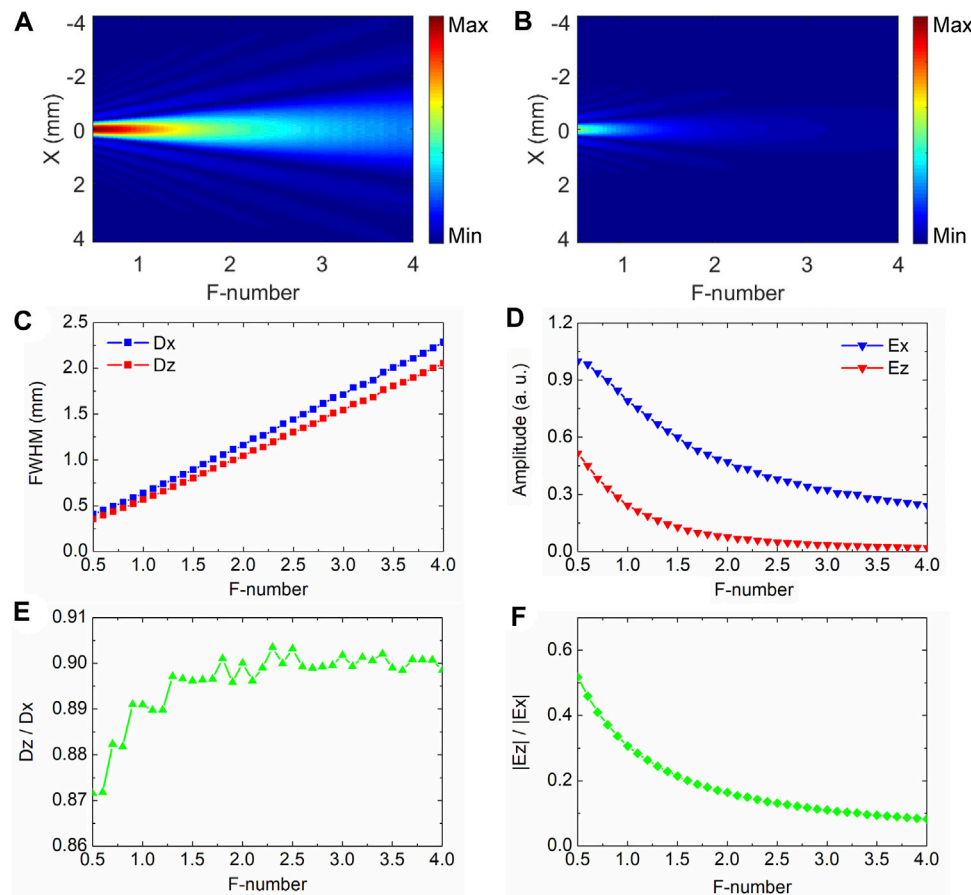 A
B
-4
-2
0
2
4
X (mm)
1 2 3 4
F-number
Max
Min
-4
-2
0
2
4
X (mm)
1 2 3 4
F-number
Max
Min
C
2.5
2.0
1.5
1.0
0.5
0.0
FWHM (mm)
Dx
Dz
0.5 1.0 1.5 2.0 2.5 3.0 3.5 4.0
F-number
D
1.2
0.9
0.6
0.3
0.0
Amplitude (a. u.)
Ex
Ez
0.5 1.0 1.5 2.0 2.5 3.0 3.5 4.0
F-number
E
0.91
0.90
0.89
0.88
0.87
0.86
Dz / Dx
0.5 1.0 1.5 2.0 2.5 3.0 3.5 4.0
F-number
F
0.6
0.4
0.2
0.0
|Ez| / |Ex|
0.5 1.0 1.5 2.0 2.5 3.0 3.5 4.0
F-number